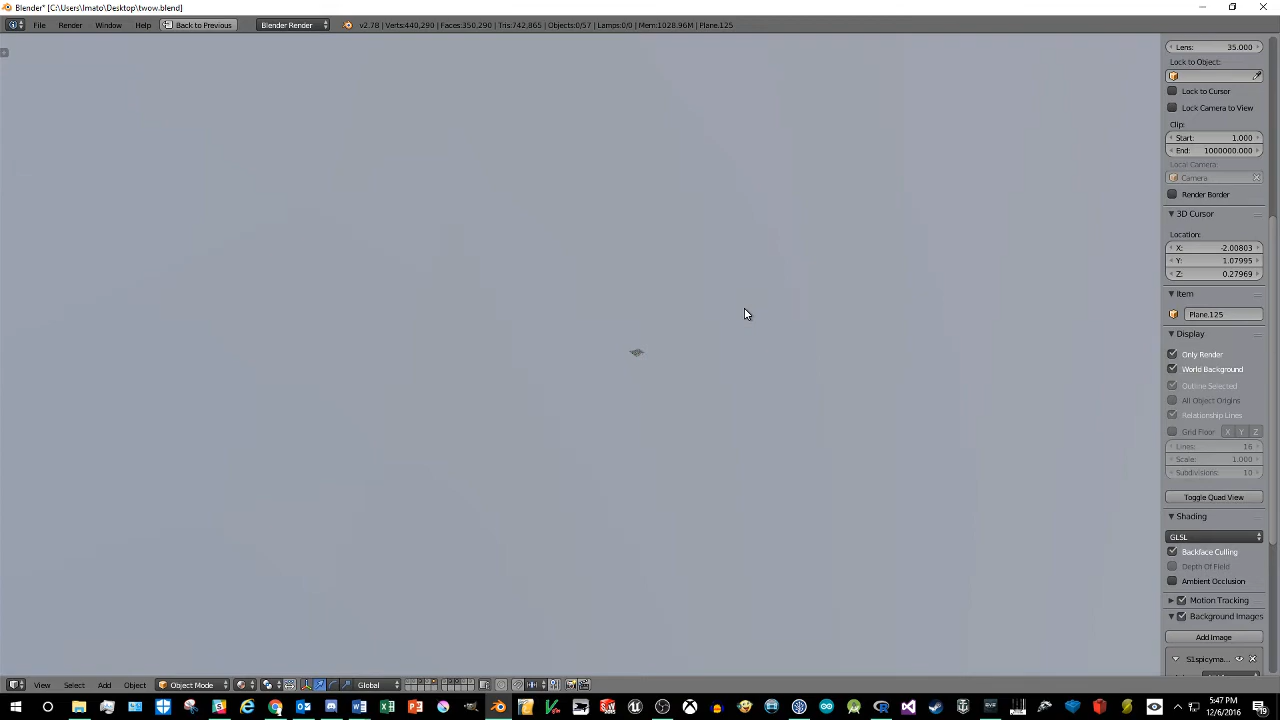 Blender* [C:\Users\Imato\Desktop\twow.blend]
File Render Window Help Back to Previous Blender Render v2.78 | Verts:440,290 | Faces:350,290 | Tris:742,865 | Objects:0/57 | Lamps:0/0 | Mem:1028.96M | Plane.125
Lens: 35.000
Lock to Object:
Lock to Cursor
Lock Camera to View
Clip:
Start: 1.000
End: 1000000.000
Local Camera:
Camera
Render Border
3D Cursor
Location:
X: -2.00803
Y: 1.07995
Z: 0.27969
Item
Plane.125
Display
Only Render
World Background
Outline Selected
All Object Origins
Relationship Lines
Grid Floor X Y Z
Lines: 16
Scale: 1.000
Subdivisions: 10
Toggle Quad View
Shading
GLSL
Backface Culling
Depth Of Field
Ambient Occlusion
Motion Tracking
Background Images
Add Image
S1spicyma...
View Select Add Object Object Mode Global
5:47 PM
12/6/2016